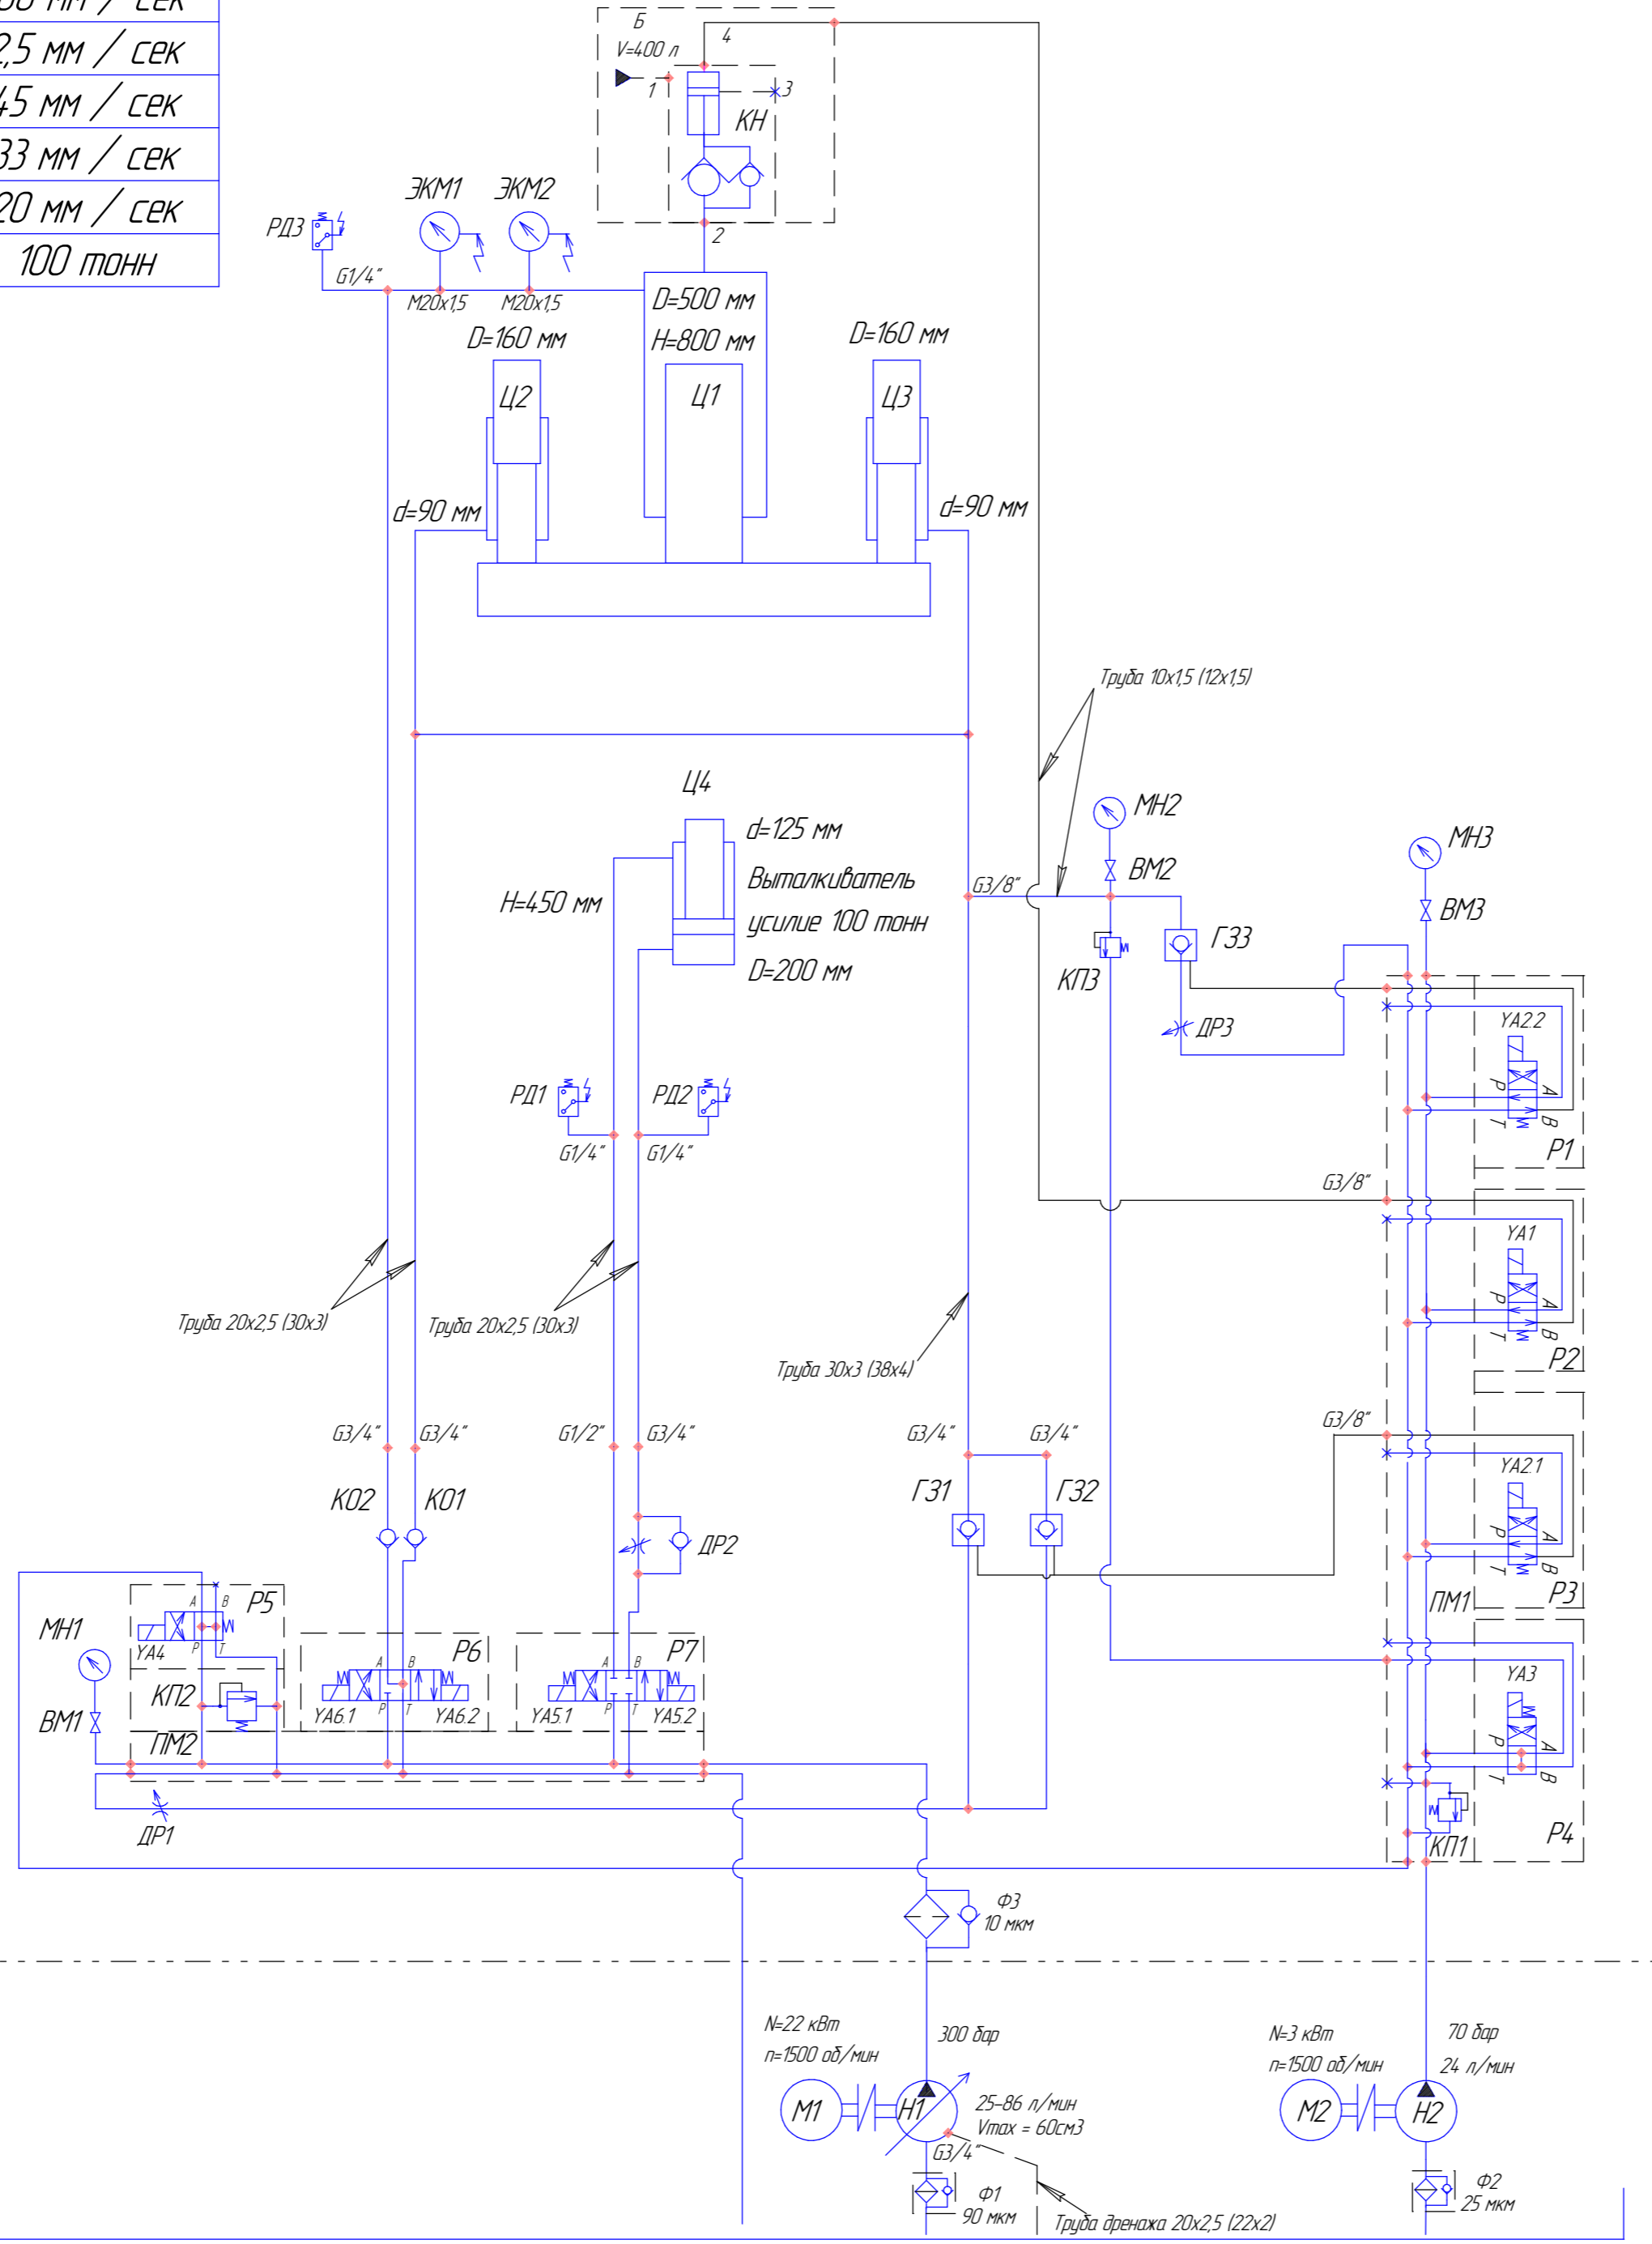 мм / сек
2,5 мм / сек
45 мм / сек
33 мм / сек
20 мм / сек
100 тонн
Б
V=400 л
4
1
3
КН
2
РД3
ЭКМ1
ЭКМ2
G1/4"
М20х1,5
М20х1,5
D=500 мм
H=800 мм
D=160 мм
D=160 мм
Ц2
Ц1
Ц3
d=90 мм
d=90 мм
Труба 10х1,5 (12х1,5)
Ц4
d=125 мм
Выталкиватель
усилие 100 тонн
D=200 мм
H=450 мм
МН2
ВМ2
G3/8"
КП3
ГЗ3
ДР3
МН3
ВМ3
YA2.2
P
A
T
B
Р1
РД1
РД2
G1/4"
G1/4"
G3/8"
YA1
P
A
T
B
Р2
Труба 20х2,5 (30х3)
Труба 20х2,5 (30х3)
Труба 30х3 (38х4)
G3/4"
G3/4"
G1/2"
G3/4"
G3/4"
G3/4"
G3/8"
КО2
КО1
ДР2
ГЗ1
ГЗ2
YA2.1
P
A
T
B
Р3
ПМ1
МН1
ВМ1
A
B
Р5
YA4
P
T
КП2
ПМ2
A
B
Р6
YA6.1
P
T
YA6.2
A
B
Р7
YA5.1
P
T
YA5.2
YA3
P
A
T
B
КП1
Р4
ДР1
Ф3
10 мкм
N=22 кВт
n=1500 об/мин
300 бар
М1
Н1
25-86 л/мин
Vmax = 60см3
G3/4"
Ф1
90 мкм
Труба дренажа 20х2,5 (22х2)
N=3 кВт
n=1500 об/мин
70 бар
24 л/мин
М2
Н2
Ф2
25 мкм